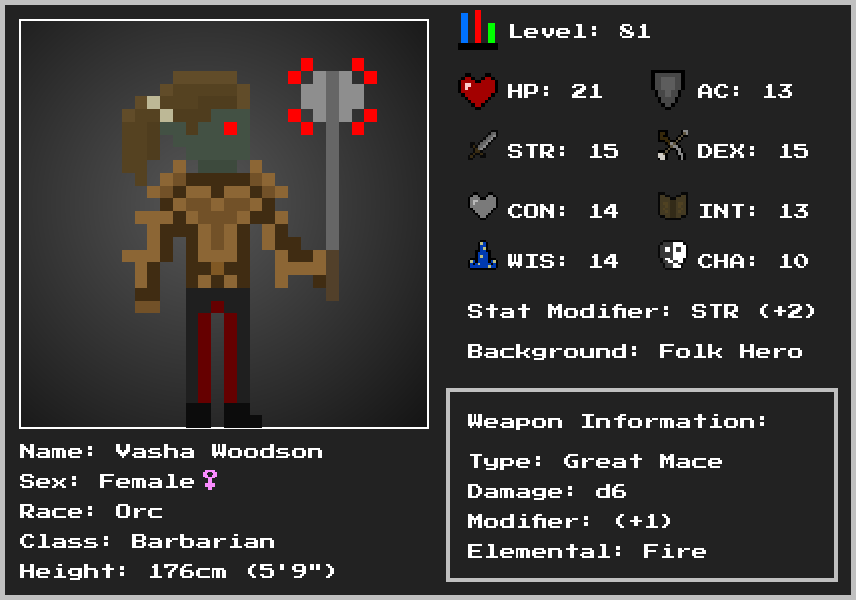 Level: 81
HP: 21
AC: 13
STR: 15
DEX: 15
CON: 14
INT: 13
WIS: 14
CHA: 10
Stat Modifier: STR (+2)
Background: Folk Hero
Weapon Information:
Type: Great Mace
Damage: d6
Modifier: (+1)
Elemental: Fire
Name: Vasha Woodson
Sex: Female♀
Race: Orc
Class: Barbarian
Height: 176cm (5'9")